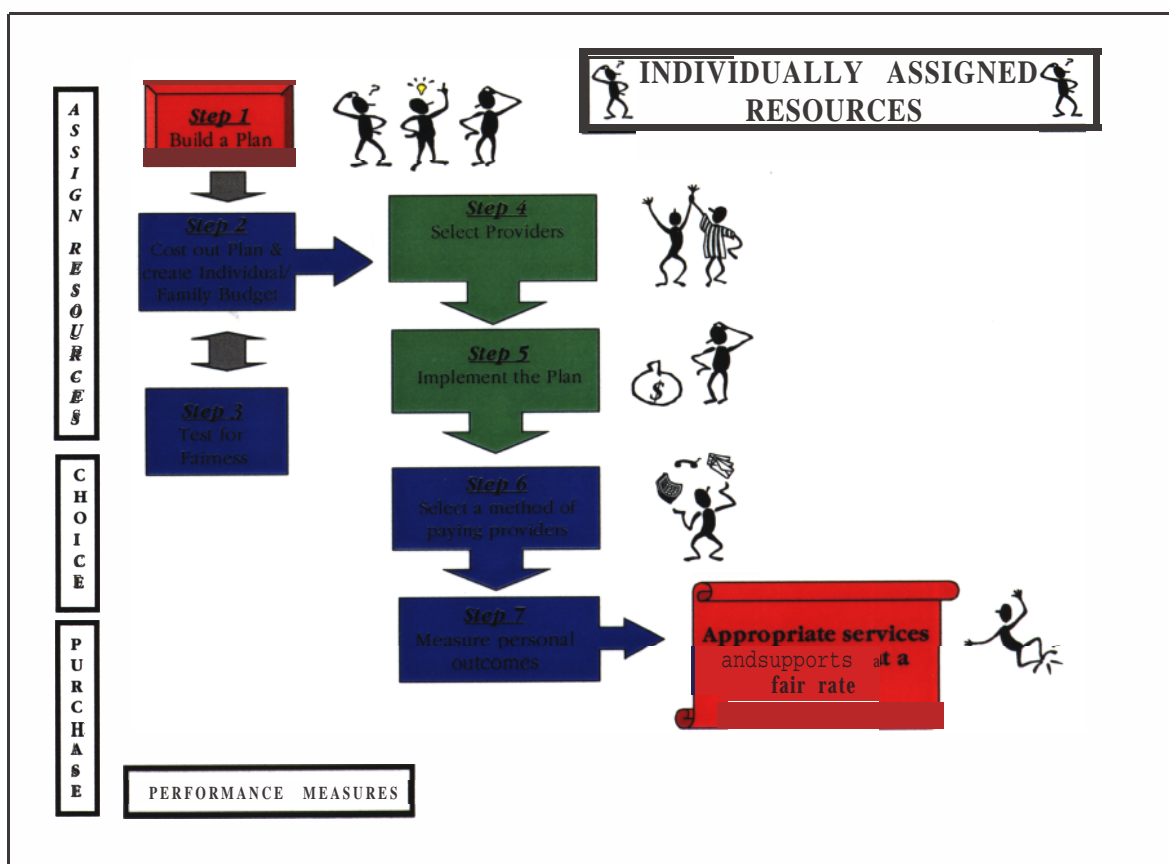 INDIVIDUALLY ASSIGNED
RESOURCES
ASSIGN RESOURCES
CHOICE
PURCHASE
Step 1
Build a Plan
Step 2
Cost out Plan &
create Individual/
Family Budget
Step 3
Test for
Fairness
Step 4
Select Providers
Step 5
Implement the Plan
$
Step 6
Select a method of
paying providers
Step 7
Measure personal
outcomes
Appropriate services
andsupports at a
fair rate
PERFORMANCE MEASURES